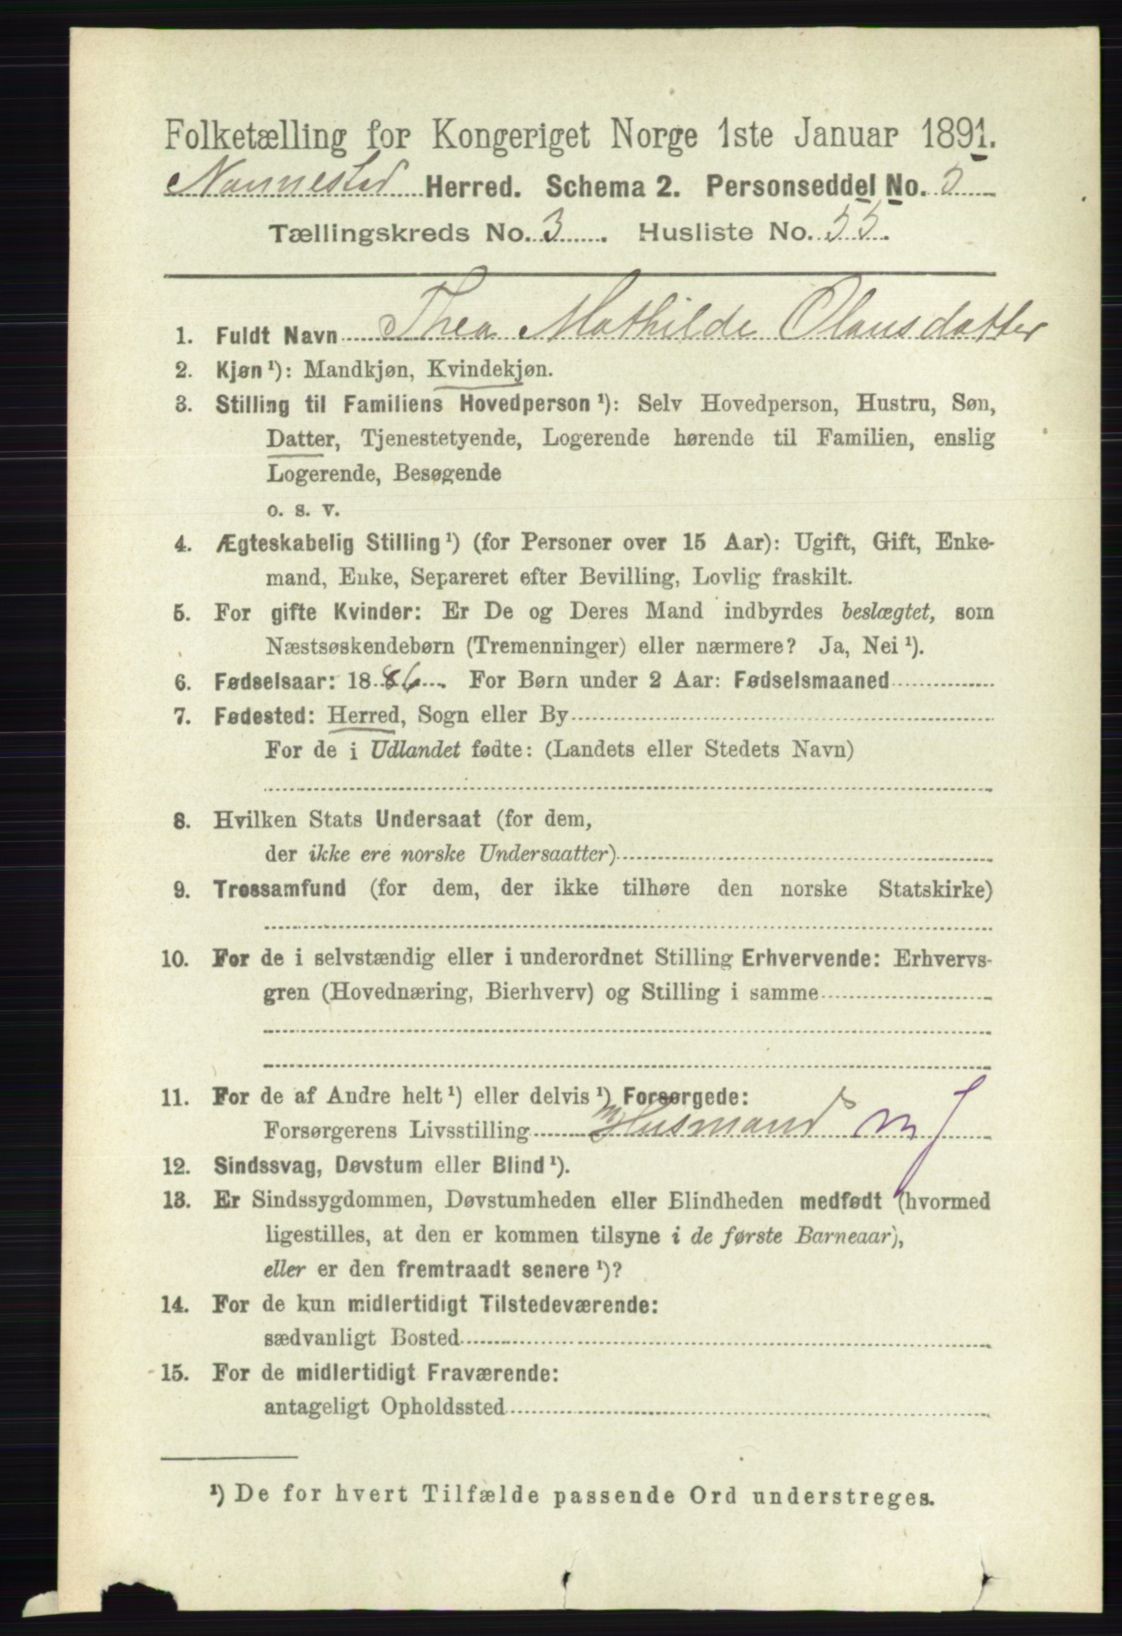 Folketælling for Kongeriget Norge 1ste Januar 1891.
Nannestad Herred. Schema 2. Personseddel No. 5
Tællingskreds No. 3. Husliste No. 55.
1. Fuldt Navn Thea Mathilde Olausdatter
2. Kjøn¹): Mandkjøn, Kvindekjøn.
3. Stilling til Familiens Hovedperson¹): Selv Hovedperson, Hustru, Søn,
Datter, Tjenestetyende, Logerende hørende til Familien, enslig
Logerende, Besøgende
o. s. v.
4. Ægteskabelig Stilling¹) (for Personer over 15 Aar): Ugift, Gift, Enke-
mand, Enke, Separeret efter Bevilling, Lovlig fraskilt.
5. For gifte Kvinder: Er De og Deres Mand indbyrdes beslægtet, som
Næstsøskendebørn (Tremenninger) eller nærmere? Ja, Nei¹).
6. Fødselsaar: 1886. For Børn under 2 Aar: Fødselsmaaned
7. Fødested: Herred, Sogn eller By
For de i Udlandet fødte: (Landets eller Stedets Navn)
8. Hvilken Stats Undersaat (for dem,
der ikke ere norske Undersaatter)
9. Trossamfund (for dem, der ikke tilhøre den norske Statskirke)
10. For de i selvstændig eller i underordnet Stilling Erhvervende: Erhvervs-
gren (Hovednæring, Bierhverv) og Stilling i samme
11. For de af Andre helt¹) eller delvis¹) Forsørgede:
Forsørgerens Livsstilling m Husmand
12. Sindssvag, Døvstum eller Blind¹).
13. Er Sindssygdommen, Døvstumheden eller Blindheden medfødt (hvormed
ligestilles, at den er kommen tilsyne i de første Barneaar),
eller er den fremtraadt senere¹)?
14. For de kun midlertidigt Tilstedeværende:
sædvanligt Bosted
15. For de midlertidigt Fraværende:
antageligt Opholdssted
¹) De for hvert Tilfælde passende Ord understreges.